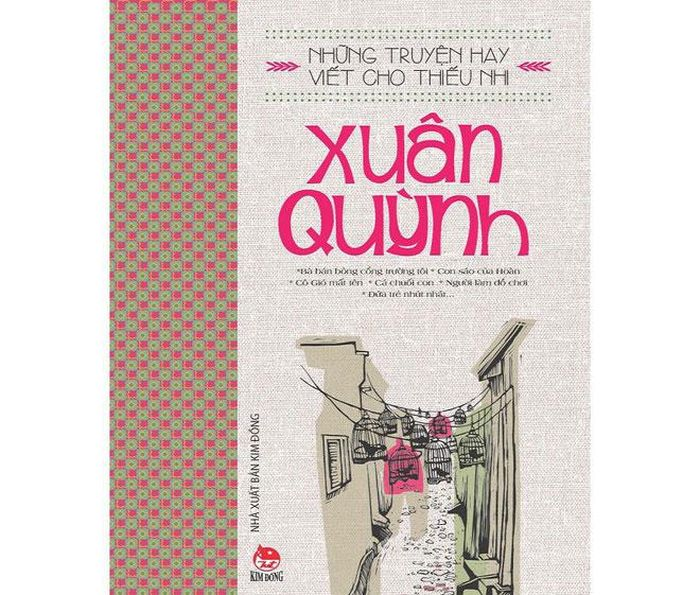 NHỮNG TRUYỆN HAY
VIẾT CHO THIẾU NHI
XUÂN
QUỲNH
*Bà bán bỏng cổng trường tôi * Con sáo của Hoàn
* Cô Gió mất tên * Cá chuối con * Người làm đồ chơi
* Đứa trẻ nhút nhát...
NHÀ XUẤT BẢN KIM ĐỒNG
KIM ĐỒNG